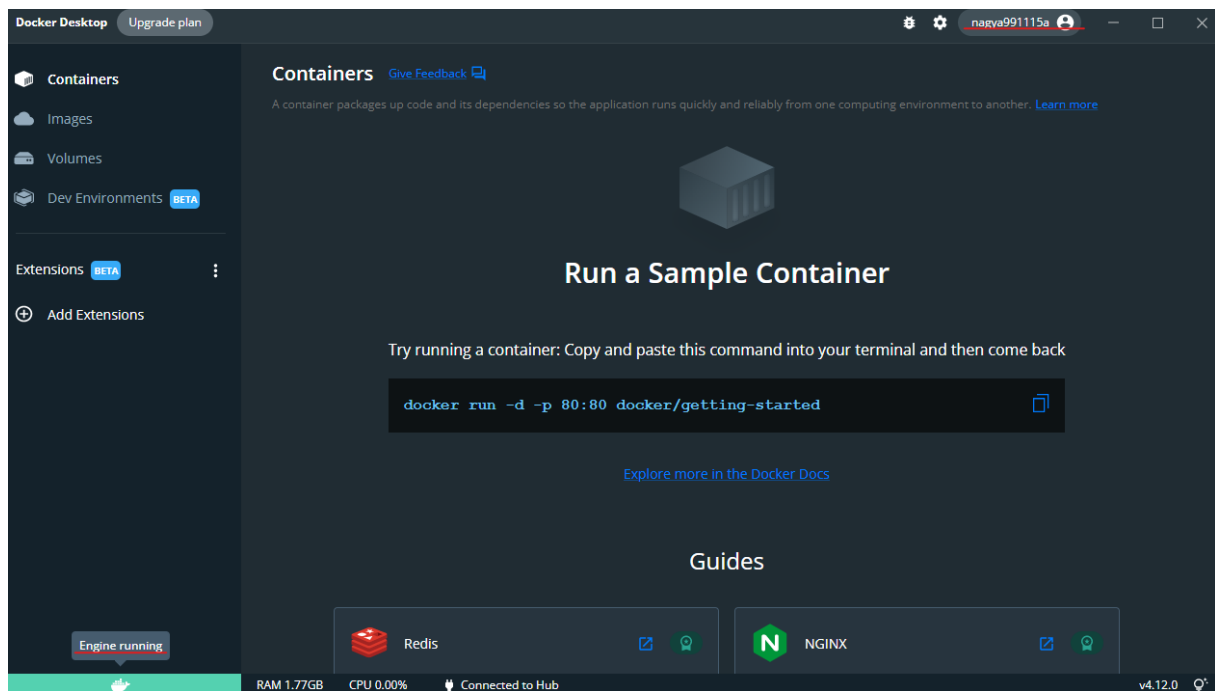 Docker Desktop Upgrade plan nagya991115a
Containers
Images
Volumes
Dev Environments BETA
Extensions BETA
Add Extensions
Engine running
Containers Give Feedback
A container packages up code and its dependencies so the application runs quickly and reliably from one computing environment to another. Learn more
Run a Sample Container
Try running a container: Copy and paste this command into your terminal and then come back
docker run -d -p 80:80 docker/getting-started
Explore more in the Docker Docs
Guides
Redis
N NGINX
RAM 1.77GB CPU 0.00% Connected to Hub v4.12.0